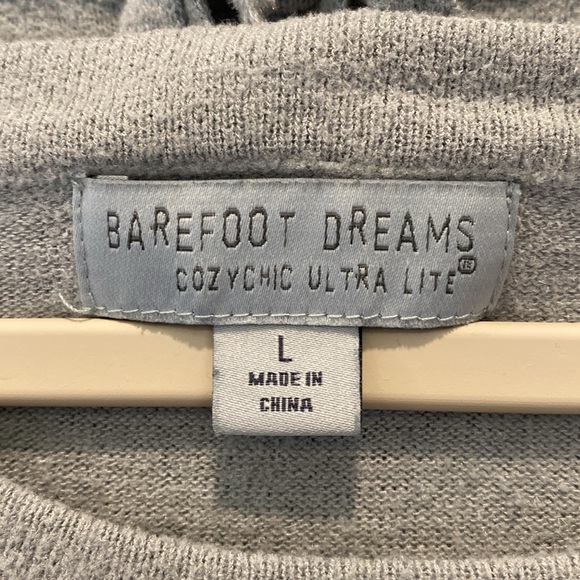 BAREFOOT DREAMS
COZYCHIC ULTRA LITE®
L
MADE IN
CHINA